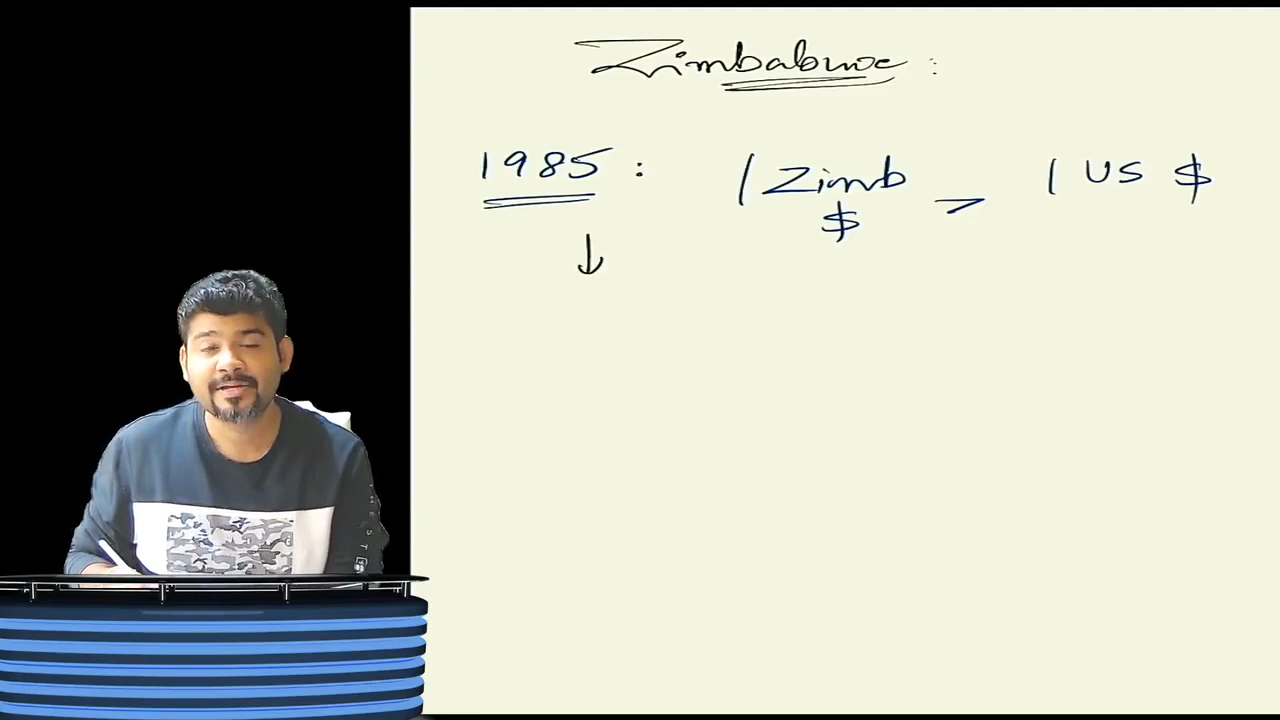 Zimbabwe :
1985 : 1 Zimb $ > 1 US $
↓